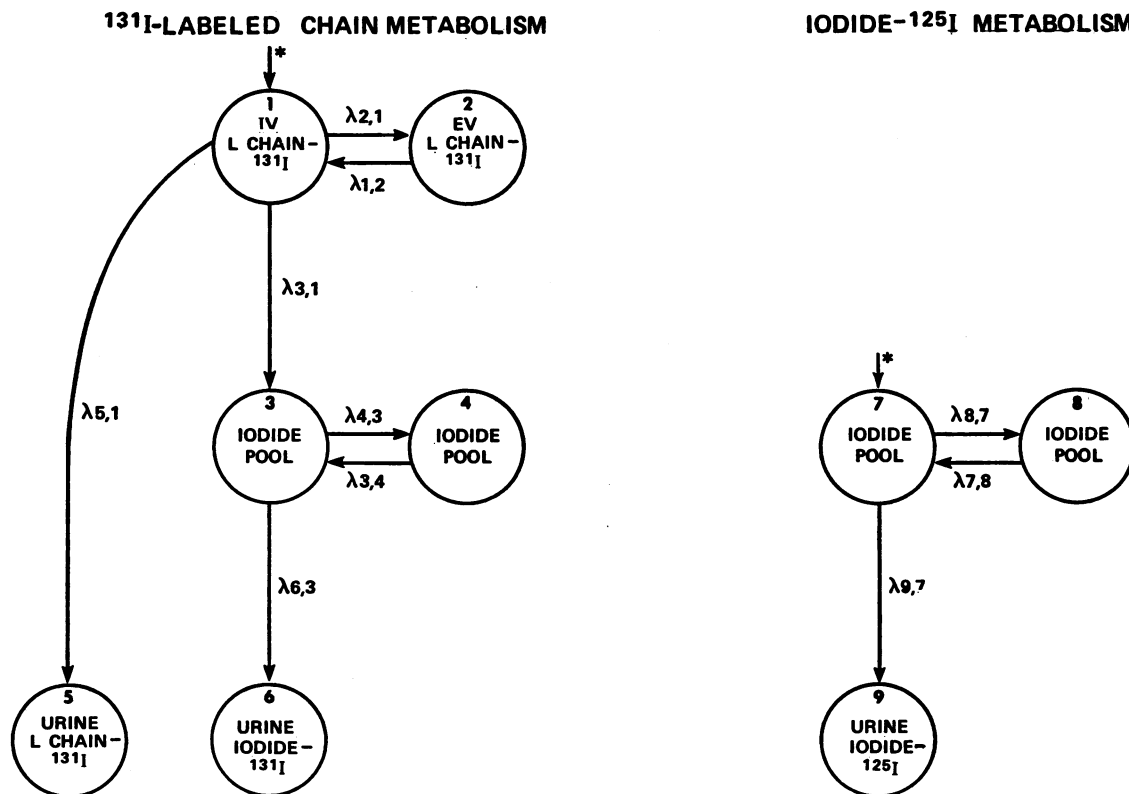 131I-LABELED CHAIN METABOLISM
IODIDE-125I METABOLISM
*
1
IV
L CHAIN-
131I
λ2,1
λ1,2
2
EV
L CHAIN-
131I
λ3,1
λ5,1
3
IODIDE
POOL
λ4,3
λ3,4
4
IODIDE
POOL
*
7
IODIDE
POOL
λ8,7
λ7,8
8
IODIDE
POOL
λ6,3
λ9,7
5
URINE
L CHAIN-
131I
6
URINE
IODIDE-
131I
9
URINE
IODIDE-
125I